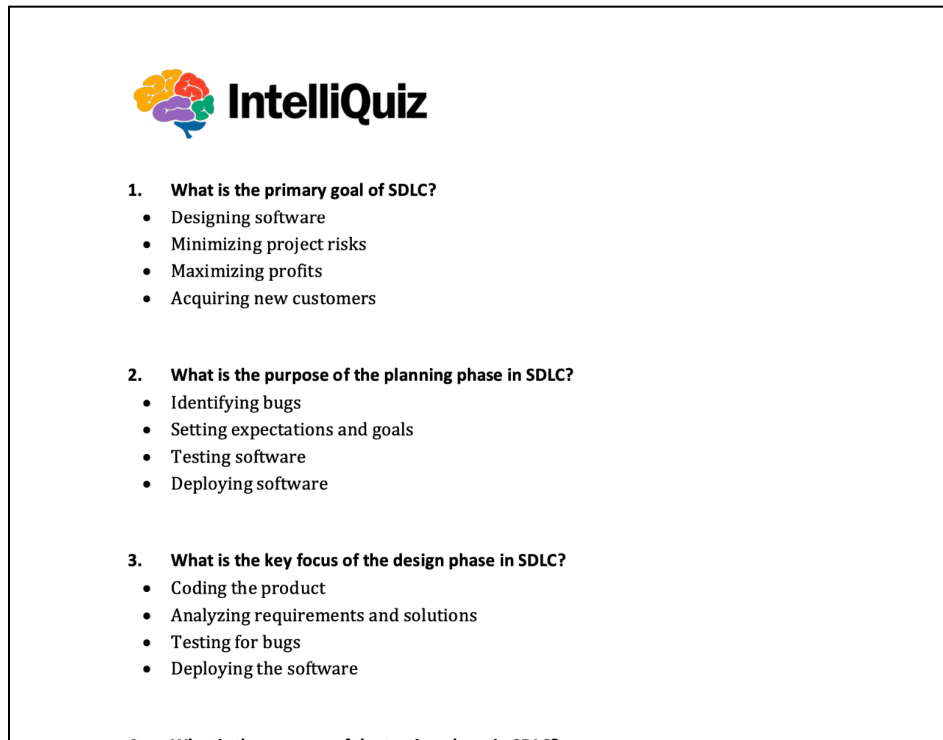 IntelliQuiz
1. What is the primary goal of SDLC?
• Designing software
• Minimizing project risks
• Maximizing profits
• Acquiring new customers
2. What is the purpose of the planning phase in SDLC?
• Identifying bugs
• Setting expectations and goals
• Testing software
• Deploying software
3. What is the key focus of the design phase in SDLC?
• Coding the product
• Analyzing requirements and solutions
• Testing for bugs
• Deploying the software